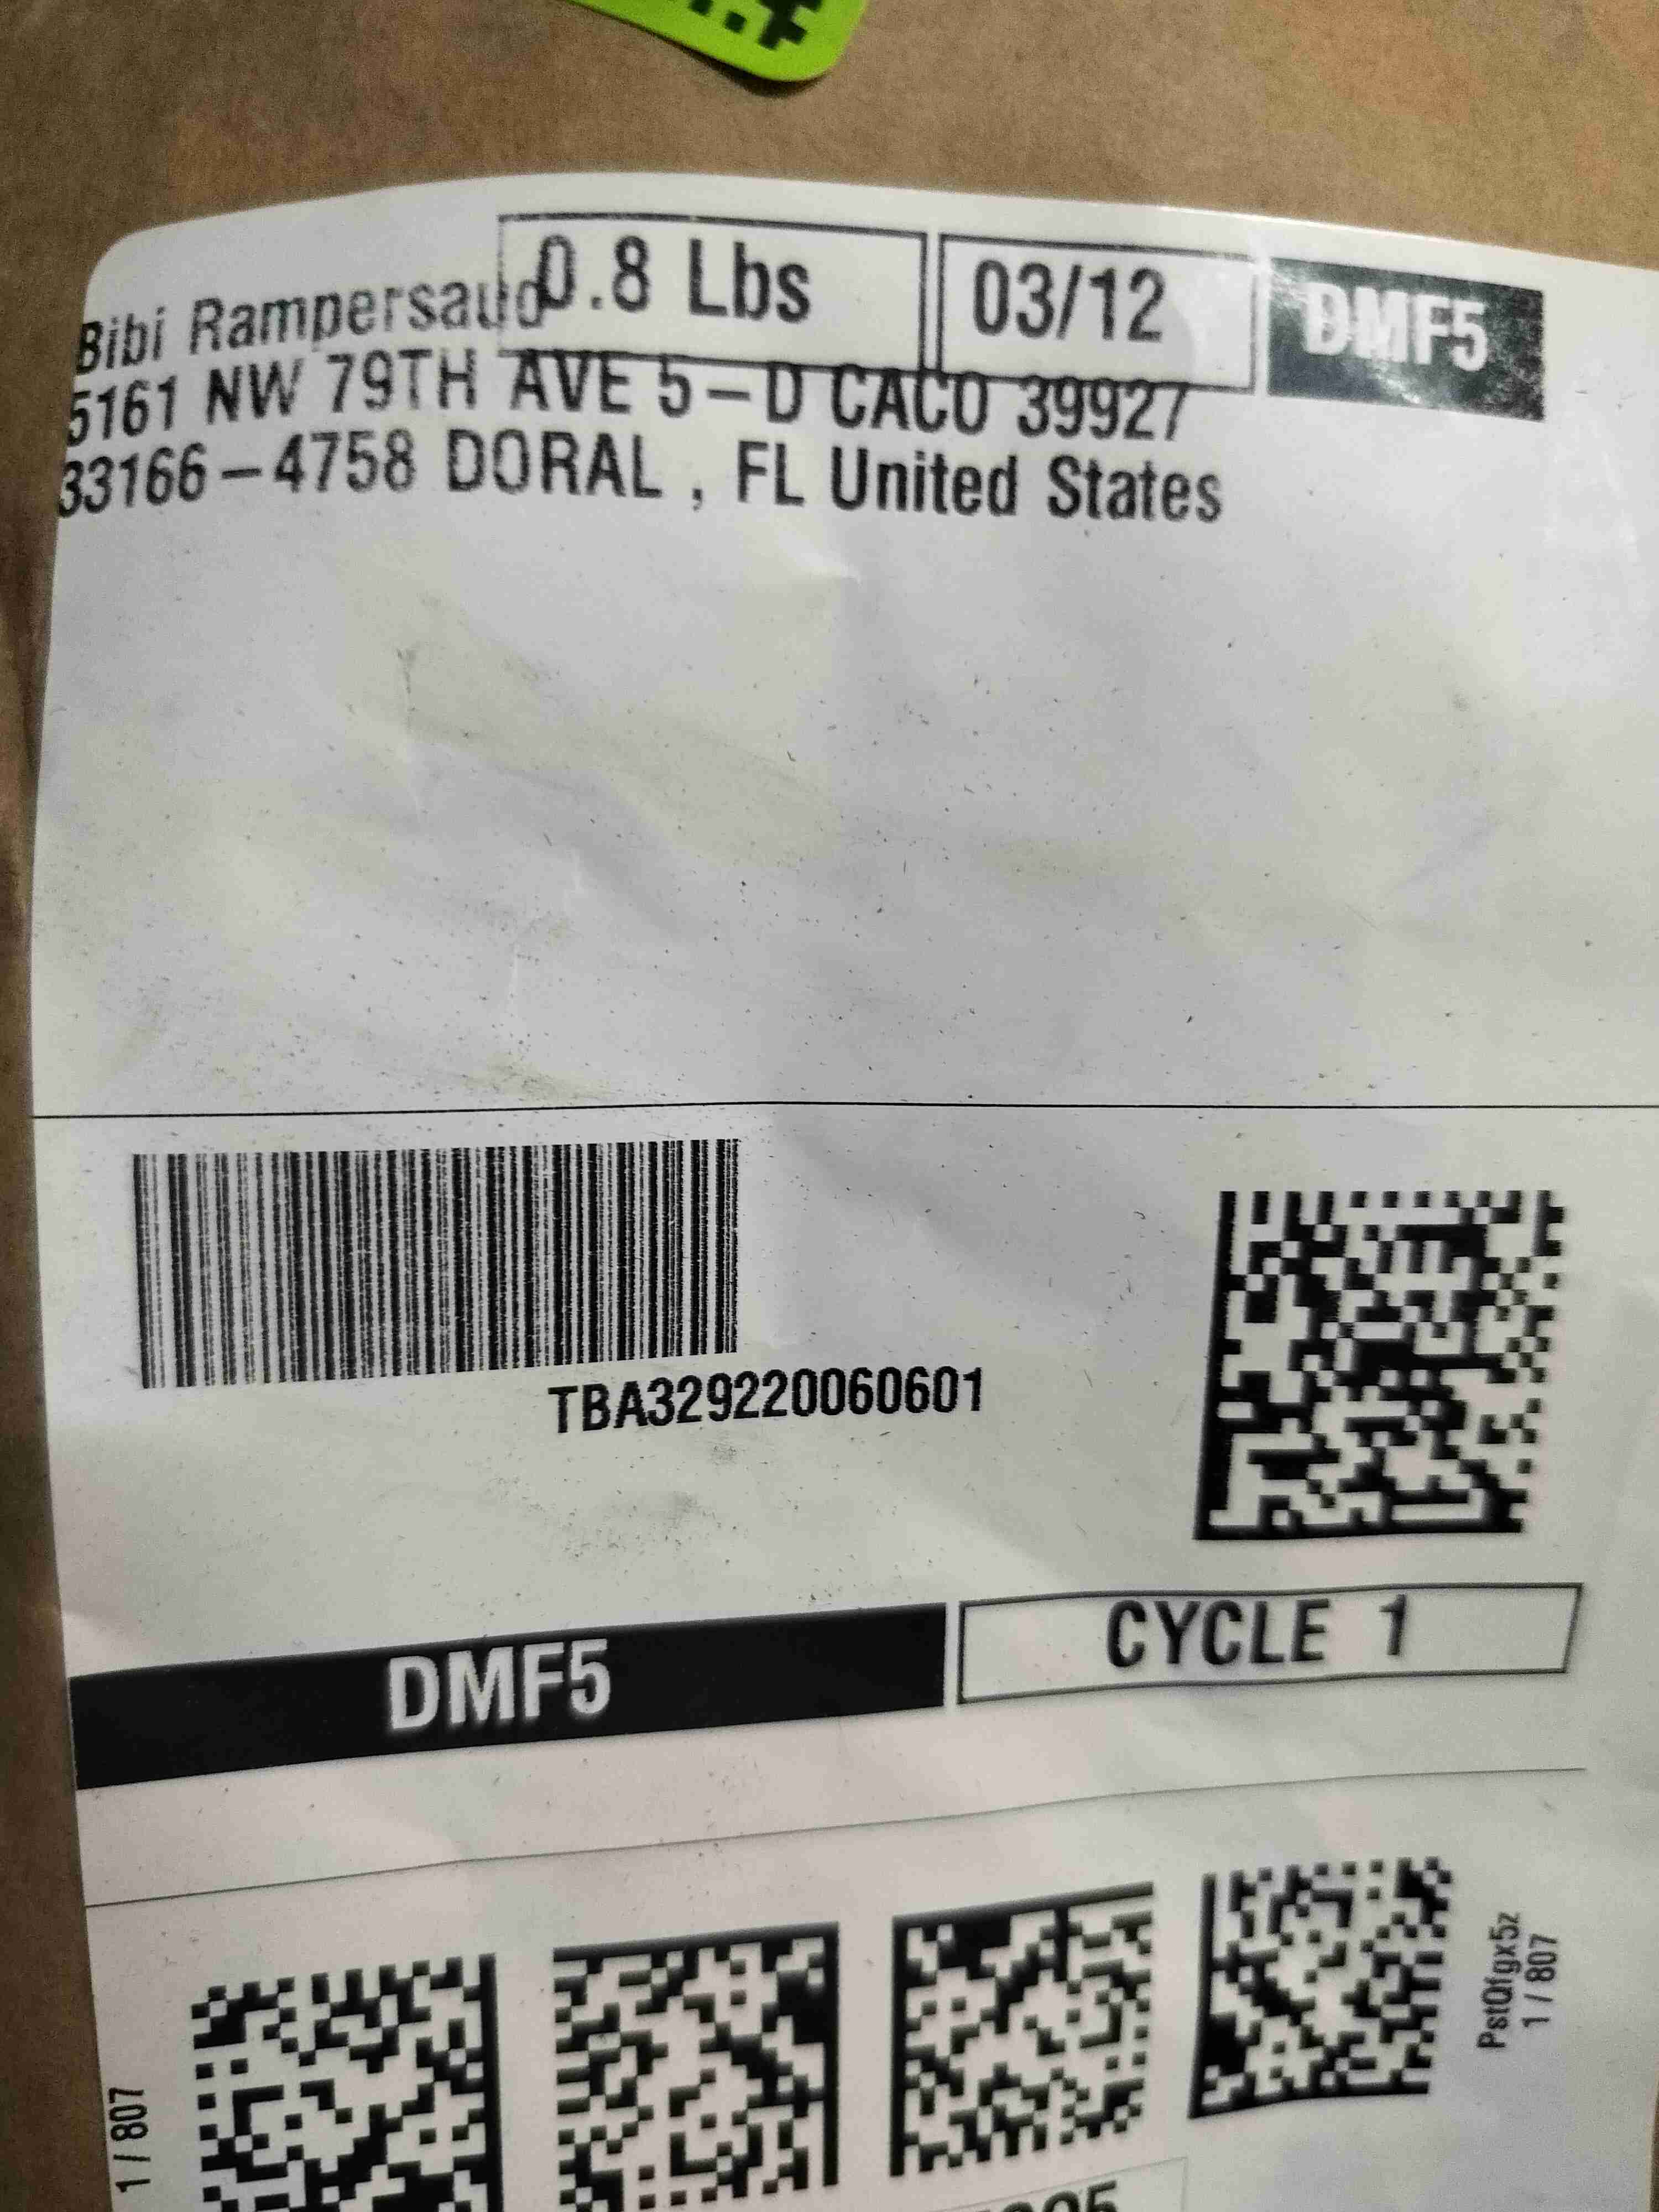 0.8 Lbs 03/12 DMF5
Bibi Rampersaud
5161 NW 79TH AVE 5-D CACO 39927
33166-4758 DORAL , FL United States
TBA329220060601
DMF5
CYCLE 1
PstQfgx5z
1 / 807
1 / 807